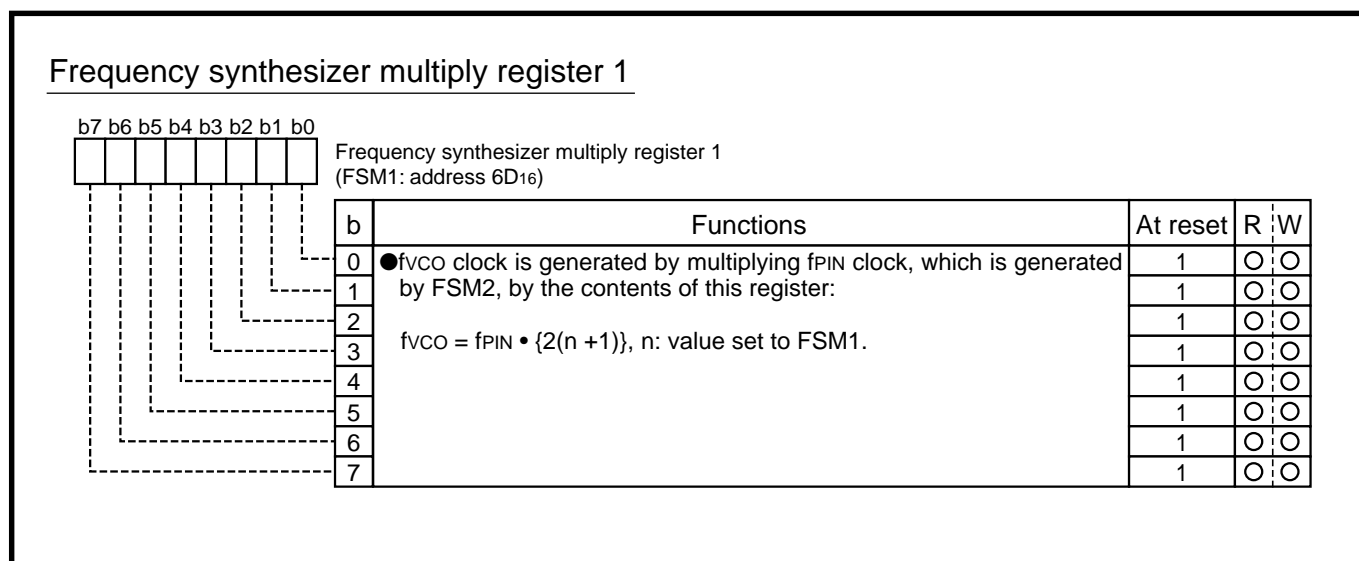 Frequency synthesizer multiply register 1
b7 b6 b5 b4 b3 b2 b1 b0
Frequency synthesizer multiply register 1
(FSM1: address 6D16)
b Functions At reset R W
0 ●fVCO clock is generated by multiplying fPIN clock, which is generated 1 O O
1 by FSM2, by the contents of this register: 1 O O
2 1 O O
3 fVCO = fPIN • {2(n +1)}, n: value set to FSM1. 1 O O
4 1 O O
5 1 O O
6 1 O O
7 1 O O